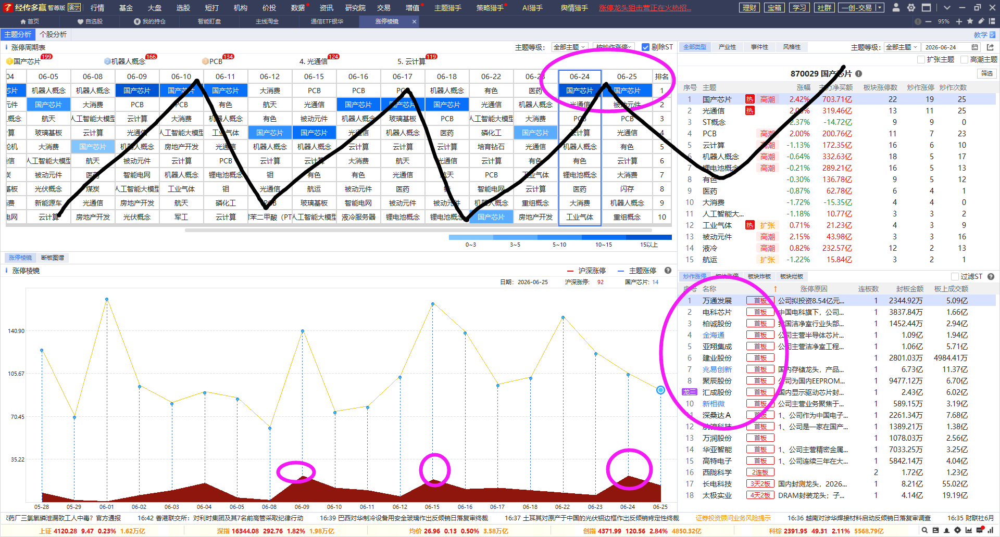 经传多赢 智尊版 演示 行情 基金 大盘 选股 短打 机构 价投 数据 资讯 研究院 交易 增值 主题猎手 策略猎手 AI猎手 舆情猎手 涨停龙头狙击营正在火热招... 理财 宝箱 学习 社群 一创-交易
首页 自选股 我的持仓 智能盯盘 主线淘金 通信ETF银华 涨停棱镜 95%
主题分析 个股分析 教学
涨停周期表 主题等级: 全部主题 按炒作涨停 剔除ST
国产芯片 199 机器人概念 166 PCB 134 4. 光通信 124 5. 云计算 119
04 06-05 06-08 06-09 06-10 06-11 06-12 06-15 06-16 06-17 06-18 06-22 06-23 06-24 06-25 排名
芯片 机器人概念 机器人概念 国产芯片 国产芯片 国产芯片 大消费 PCB PCB PCB 机器人概念 有色 医药 国产芯片 国产芯片 1
元件 国产芯片 大消费 PCB PCB 有色 航天 光通信 国产芯片 国产芯片 国产芯片 光通信 机器人概念 光通信 被动元件 2
概念 航天 人工智能大模型 云计算 大消费 机器人概念 有色 被动元件 机器人概念 玻璃基板 PCB 人工智能大模型 大消费 PCB PCB 3
算 玻璃基板 云计算 光通信 人工智能大模型 工业气体 国产芯片 国产芯片 光通信 机器人概念 医药 磷化工 国产芯片 云计算 光通信 4
轮机 大消费 国产芯片 机器人概念 房地产开发 光通信 机器人概念 机器人概念 云计算 云计算 云计算 培育钻石 光通信 机器人概念 有色 5
信 人工智能大模型 航天 被动元件 云计算 PCB 云计算 云计算 大消费 航天 光通信 云计算 有色 有色 云计算 6
炭 被动元件 医药 智能电网 机器人概念 锂电池概念 钼 有色 有色 光通信 航天 PCB 工业气体 锂电池概念 大消费 7
基板 光伏概念 煤炭 人工智能大模型 工业气体 钼 光通信 航运 被动元件 医药 智能电网 云计算 医药 闪存 8
费 新能源车 光通信 房地产开发 航天 磷化工 PCB 玻璃基板 智能电网 被动元件 被动元件 机器人概念 重组概念 大消费 机器人概念 9
电网 云计算 房地产开发 光伏概念 军工 云计算 苯二甲酸（PT 人工智能大模型 液冷服务器 锂电池概念 锂电池概念 国产芯片 房地产开发 工业气体 重组概念 10
0~3 3~5 5~10 10~15 15以上
涨停棱镜 断板图谱
涨停棱镜 沪深涨停 主题涨停
日期: 2026-06-25 沪深涨停: 92 国产芯片: 14
140.90
105.67
70.45
35.22
05-28 05-29 06-01 06-02 06-03 06-04 06-05 06-08 06-09 06-10 06-11 06-12 06-15 06-16 06-17 06-18 06-22 06-23 06-24 06-25
全部类型 产业性 事件性 风格性 主题等级: 全部主题 2026-06-24
扩张主题 高潮主题
870029 国产芯片 筛选
序号 主题 涨幅 主力净买额 板块涨停数 炒作涨停 炒作次数
1 国产芯片 热 高潮 2.42% 703.71亿 22 19 25
2 光通信 热 319.46亿 13 11 25
3 ST概念 -2.37% -14.72亿 9 9 0
4 PCB 高潮 2.00% 200.76亿 11 7 23
5 云计算 高潮 -1.13% 172.35亿 16 6 10
6 机器人概念 高潮 -0.64% 332.63亿 18 5 17
7 锂电池概念 高潮 -0.21% 289.21亿 16 5 13
8 有色 -0.30% 136.78亿 9 5 12
9 医药 -0.87% 62.78亿 6 4 1
10 大消费 -1.72% -15.35亿 4 4 0
11 人工智能大... -1.18% 10.77亿 3 3 2
12 工业气体 热 扩张 0.71% 21.23亿 4 3 9
13 被动元件 高潮 2.15% 43.98亿 3 3 16
14 液冷 高潮 0.82% 232.57亿 12 2 13
15 航运 扩张 -1.22% 15.84亿 3 2 1
炒作涨停 板块涨停 板块炸板 板块烂板 过滤ST
序号 名称 ↑ 涨停原因 连板数 封板金额 板上成交额
1 万通发展 首板 公司拟投资8.54亿元... 1 2344.92万 5.09亿
2 电科芯片 首板 中国电科旗下，公司... 1 3837.84万 1.66亿
3 柏诚股份 首板 我国洁净室行业头部... 1 1452.44万 2.94亿
4 金海通 首板 公司主营半导体芯片... 1 1.09亿 1.94亿
5 亚翔集成 首板 公司主营洁净室工程... 1 1.06亿 5.71亿
6 建业股份 首板 1 2801.03万 4984.41万
7 兆易创新 首板 国内存储龙头，产品... 1 6.73亿 11.37亿
8 聚辰股份 首板 公司为国内EEPROM... 1 9477.12万 6.70亿
龙三 汇成股份 首板 国内显示驱动芯片封... 1 2.43亿 6.02亿
10 新相微 首板 公司主营业务聚焦于... 1 589.15万 3.19亿
11 深桑达A 首板 1、公司作为中国电子... 1 2261.34万 7.68亿
12 航锦科技 首板 1、公司是一家在国产... 1 1389.21万 1.38亿
13 万润股份 首板 1 1078.03万 2.56亿
14 华亚智能 首板 1、公司主营精密金属... 1 7033.25万 3.25亿
15 高特电子 首板 1、公司连续三年在大... 1 5842.14万 4.04亿
16 西陇科学 2连板 2 1.72亿 1.23亿
17 长电科技 3天2板 国内封测龙头，2026... 1 8.21亿 55.02亿
18 太极实业 4天2板 DRAM封装龙头；子... 1 4.14亿 19.19亿
农药厂三氯氧磷泄漏致工人中毒？官方通报 16:42 香港联交所：对利时集团及其7名前高管采取纪律行动 16:39 巴西对华制冷设备用安全玻璃作出反倾销日落复审终裁 16:37 土耳其对原产于中国的光伏铝边框作出反倾销肯定性终裁 证券投资顾问业务风险提示 16:36 越南对涉华焊接材料启动反倾销日落复审调查 16:35 财联社6月
上证 4120.28 9.47 0.23% 1.62万亿 深指 16344.08 292.76 1.82% 1.98万亿 均价 26.96 0.13 0.50% 3.58万亿 创指 4371.99 120.56 2.84% 4850.32亿 科综 2391.95 49.31 2.11% 5568.79亿